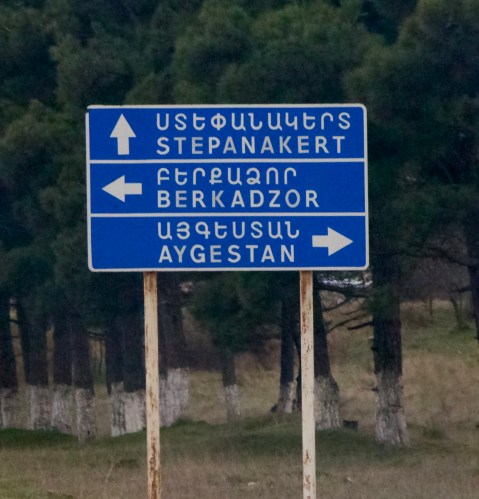 ՍՏԵՓԱՆԱԿԵՐՏ
STEPANAKERT
ԲԵՐՔԱՁՈՐ
BERKADZOR
ԱՅԳԵՍՏԱՆ
AYGESTAN